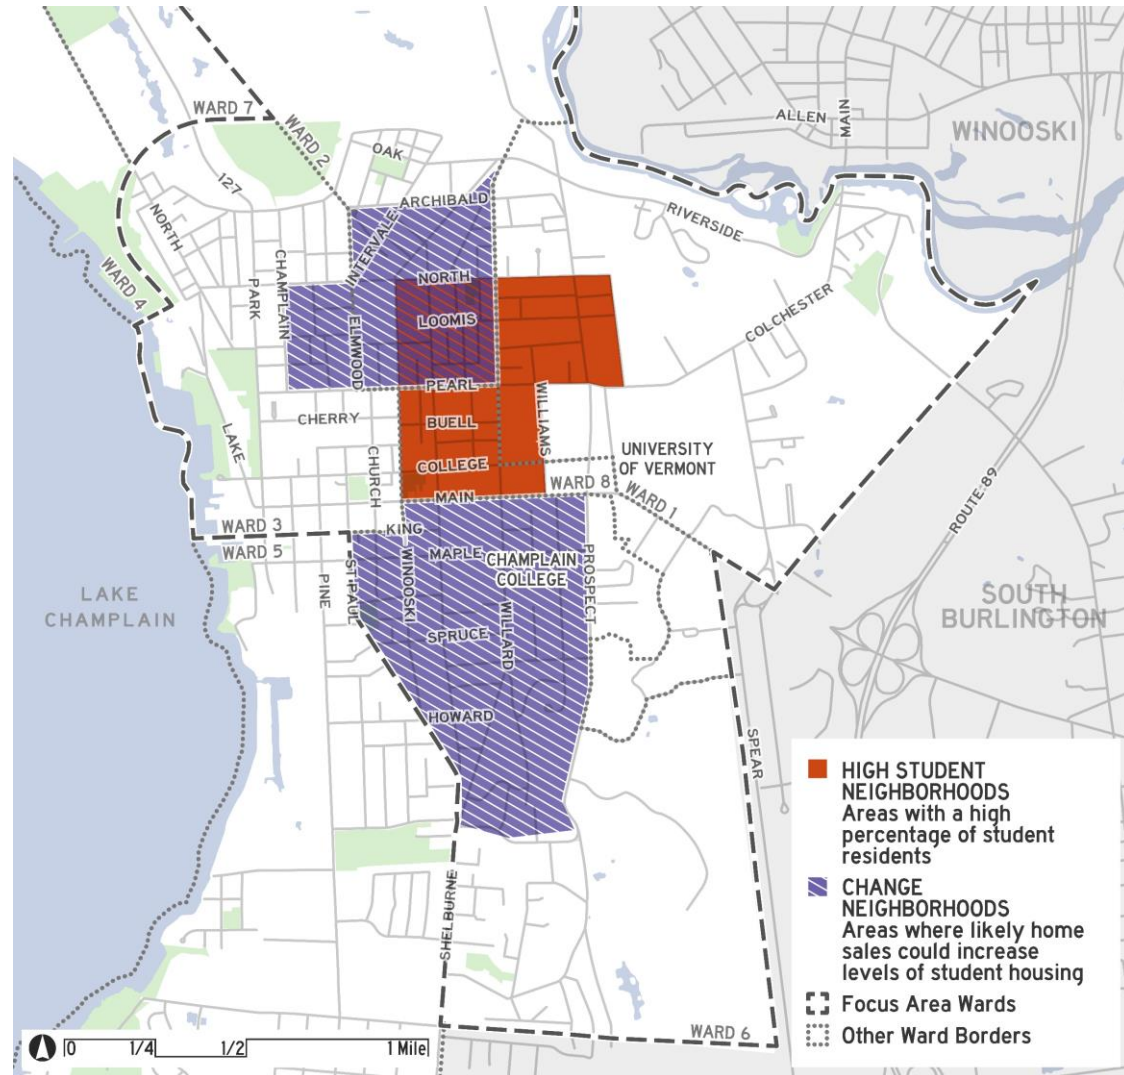 WARD 7
WARD 2
OAK
127
NORTH
WARD 4
ARCHIBALD
INTERVALE
NORTH
CHAMPLAIN
PARK
LOOMIS
ELMWOOD
PEARL
CHERRY
BUELL
WILLIAMS
LAKE
CHURCH
COLLEGE
UNIVERSITY
OF VERMONT
MAIN
WARD 8
WARD 1
WARD 3
WARD 5
KING
MAPLE
CHAMPLAIN
COLLEGE
PROSPECT
ST PAUL
WINOOSKI
PINE
SPRUCE
WILLARD
HOWARD
SHELBURNE
SPEAR
WARD 6
ALLEN
MAIN
WINOOSKI
RIVERSIDE
COLCHESTER
ROUTE 89
SOUTH
BURLINGTON
LAKE
CHAMPLAIN
HIGH STUDENT
NEIGHBORHOODS
Areas with a high
percentage of student
residents
CHANGE
NEIGHBORHOODS
Areas where likely home
sales could increase
levels of student housing
Focus Area Wards
Other Ward Borders
0 1/4 1/2 1 Mile